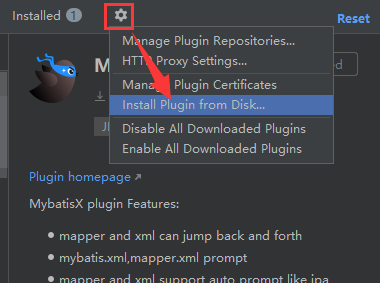 Installed 1
Reset
Manage Plugin Repositories...
HTTP Proxy Settings...
Manage Plugin Certificates
Install Plugin from Disk...
Disable All Downloaded Plugins
Enable All Downloaded Plugins
Plugin homepage
MybatisX plugin Features:
mapper and xml can jump back and forth
mybatis.xml,mapper.xml prompt
mapper and xml support auto prompt like jpa